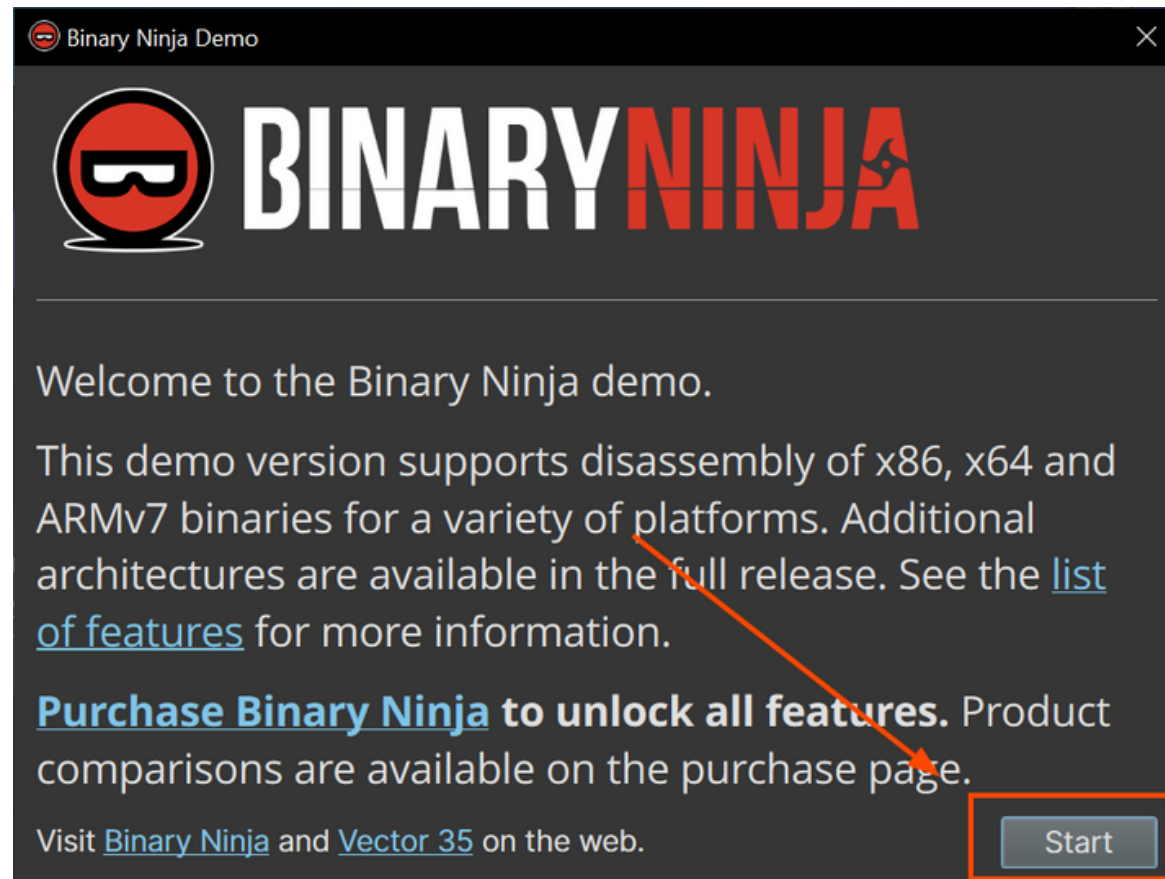 Binary Ninja Demo
BINARYNINJA
Welcome to the Binary Ninja demo.
This demo version supports disassembly of x86, x64 and
ARMv7 binaries for a variety of platforms. Additional
architectures are available in the full release. See the list
of features for more information.
Purchase Binary Ninja to unlock all features. Product
comparisons are available on the purchase page.
Visit Binary Ninja and Vector 35 on the web.
Start